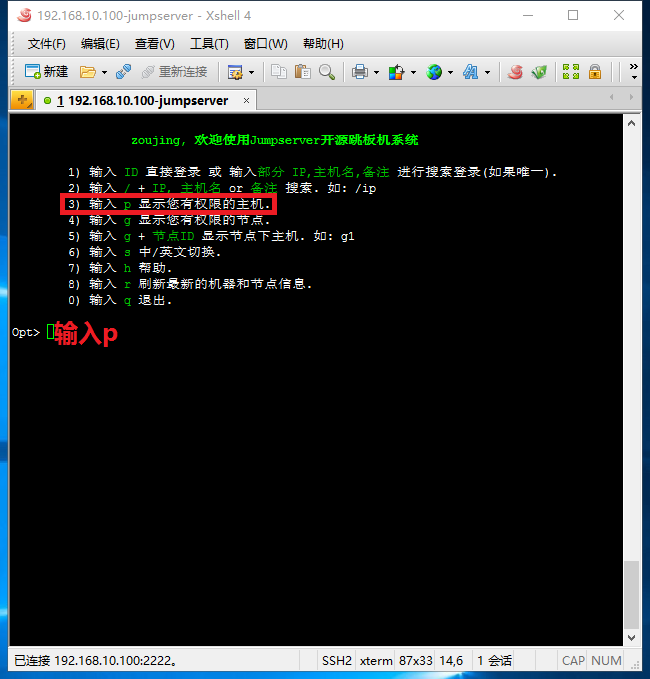 192.168.10.100-jumpserver - Xshell 4
文件(F) 编辑(E) 查看(V) 工具(T) 窗口(W) 帮助(H)
新建 重新连接
1 192.168.10.100-jumpserver
zoujing, 欢迎使用Jumpserver开源跳板机系统
1) 输入 ID 直接登录 或 输入部分 IP,主机名,备注 进行搜索登录(如果唯一).
2) 输入 / + IP, 主机名 or 备注 搜索. 如: /ip
3) 输入 p 显示您有权限的主机.
4) 输入 g 显示您有权限的节点.
5) 输入 g + 节点ID 显示节点下主机. 如: g1
6) 输入 s 中/英文切换.
7) 输入 h 帮助.
8) 输入 r 刷新最新的机器和节点信息.
0) 输入 q 退出.
Opt> 输入p
已连接 192.168.10.100:2222。 SSH2 xterm 87x33 14,6 1 会话 CAP NUM